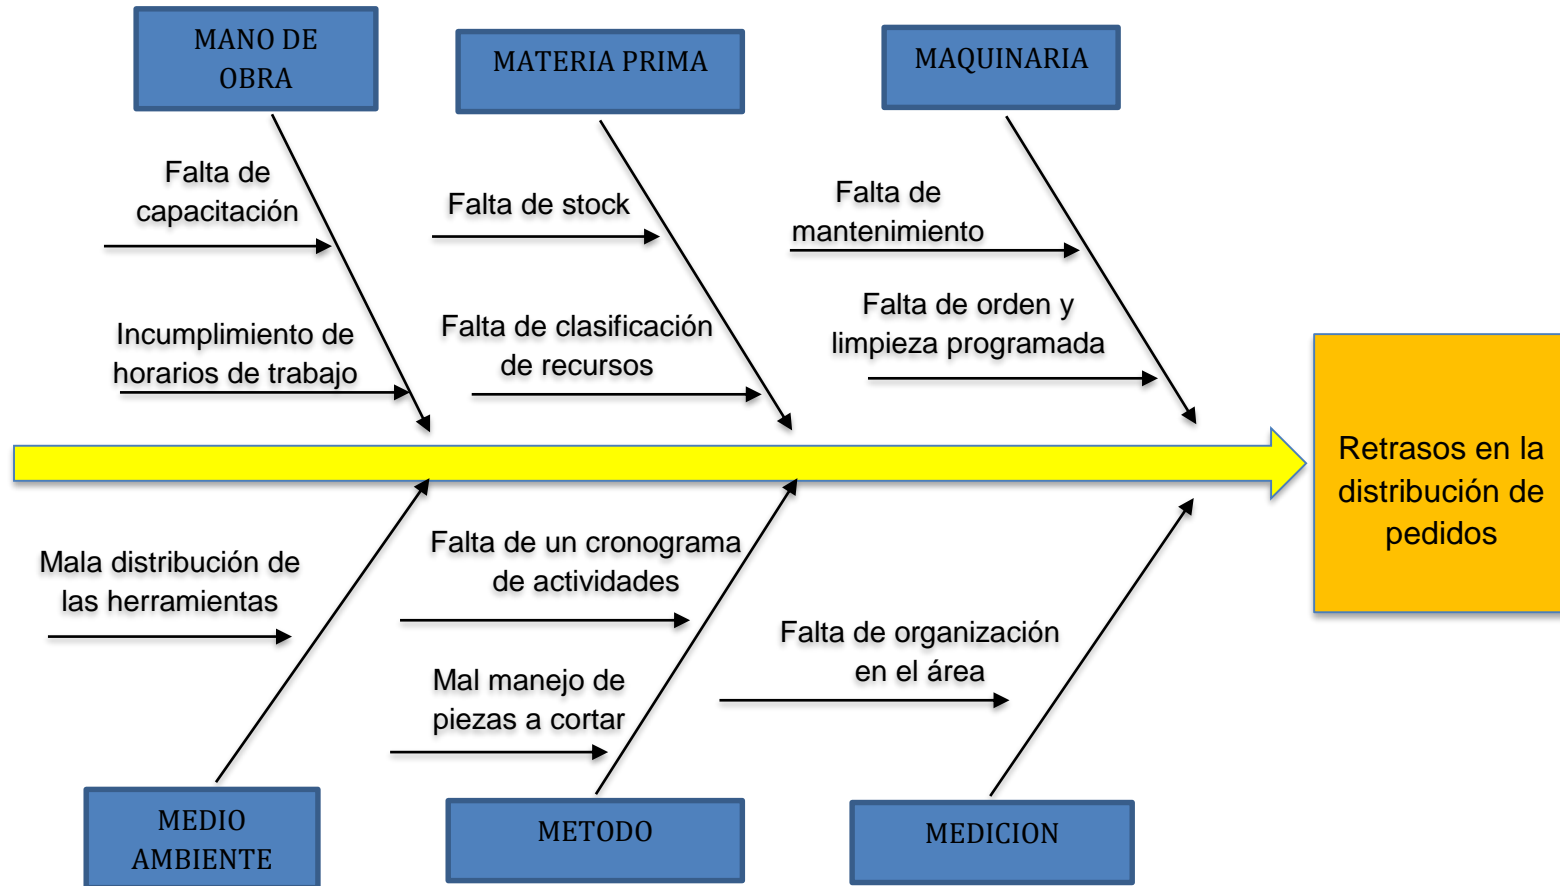 MANO DE
OBRA
MATERIA PRIMA
MAQUINARIA
Falta de
capacitación
Falta de stock
Falta de
mantenimiento
Incumplimiento de
horarios de trabajo
Falta de clasificación
de recursos
Falta de orden y
limpieza programada
Retrasos en la
distribución de
pedidos
Mala distribución de
las herramientas
Falta de un cronograma
de actividades
Mal manejo de
piezas a cortar
Falta de organización
en el área
MEDIO
AMBIENTE
METODO
MEDICION